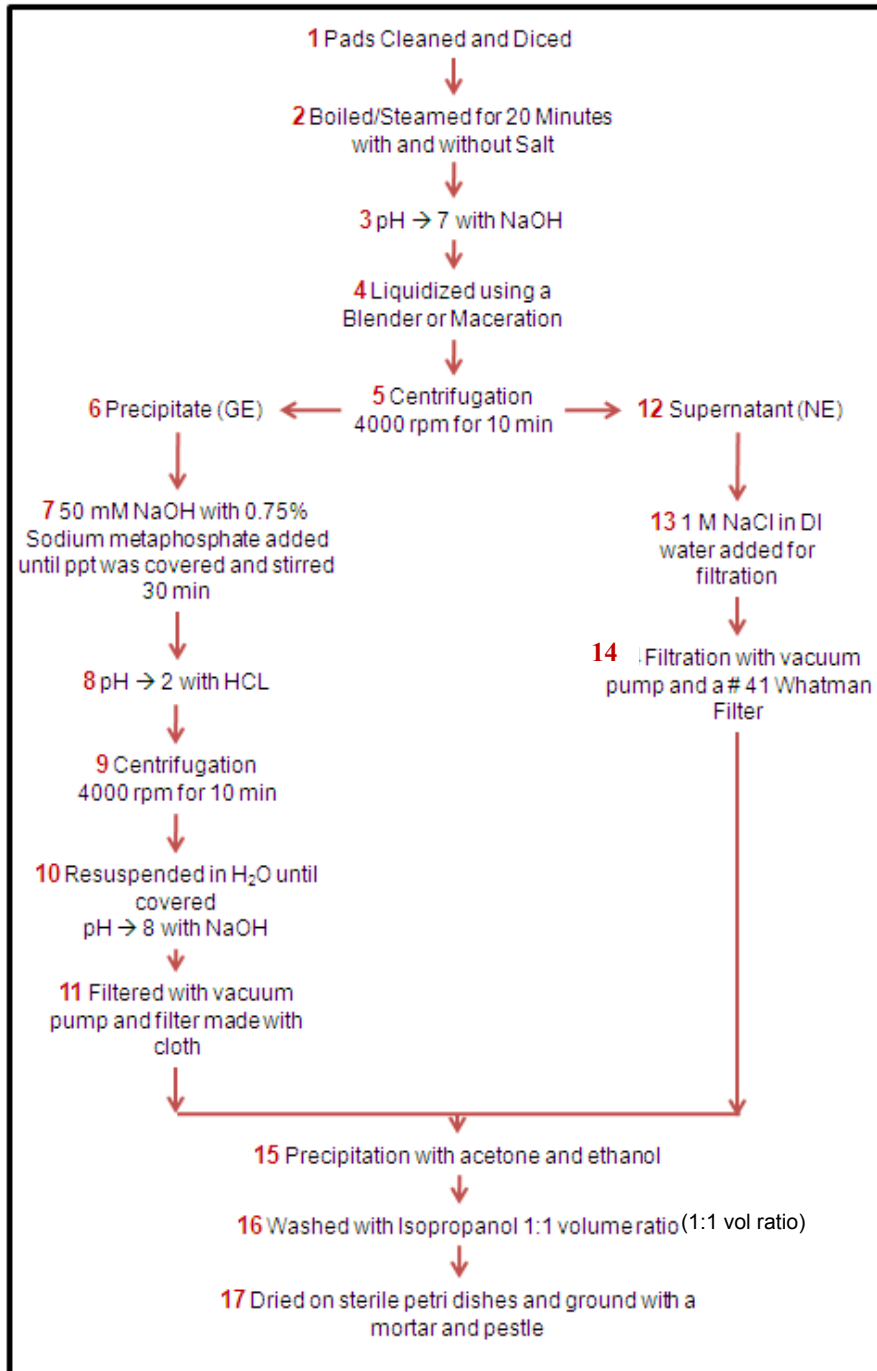 1 Pads Cleaned and Diced
2 Boiled/Steamed for 20 Minutes
with and without Salt
3 pH → 7 with NaOH
4 Liquidized using a
Blender or Maceration
5 Centrifugation
4000 rpm for 10 min
6 Precipitate (GE)
7 50 mM NaOH with 0.75%
Sodium metaphosphate added
until ppt was covered and stirred
30 min
8 pH → 2 with HCL
9 Centrifugation
4000 rpm for 10 min
10 Resuspended in H₂O until
covered
pH → 8 with NaOH
11 Filtered with vacuum
pump and filter made with
cloth
12 Supernatant (NE)
13 1 M NaCl in DI
water added for
filtration
14 Filtration with vacuum
pump and a # 41 Whatman
Filter
15 Precipitation with acetone and ethanol
16 Washed with Isopropanol 1:1 volume ratio (1:1 vol ratio)
17 Dried on sterile petri dishes and ground with a
mortar and pestle